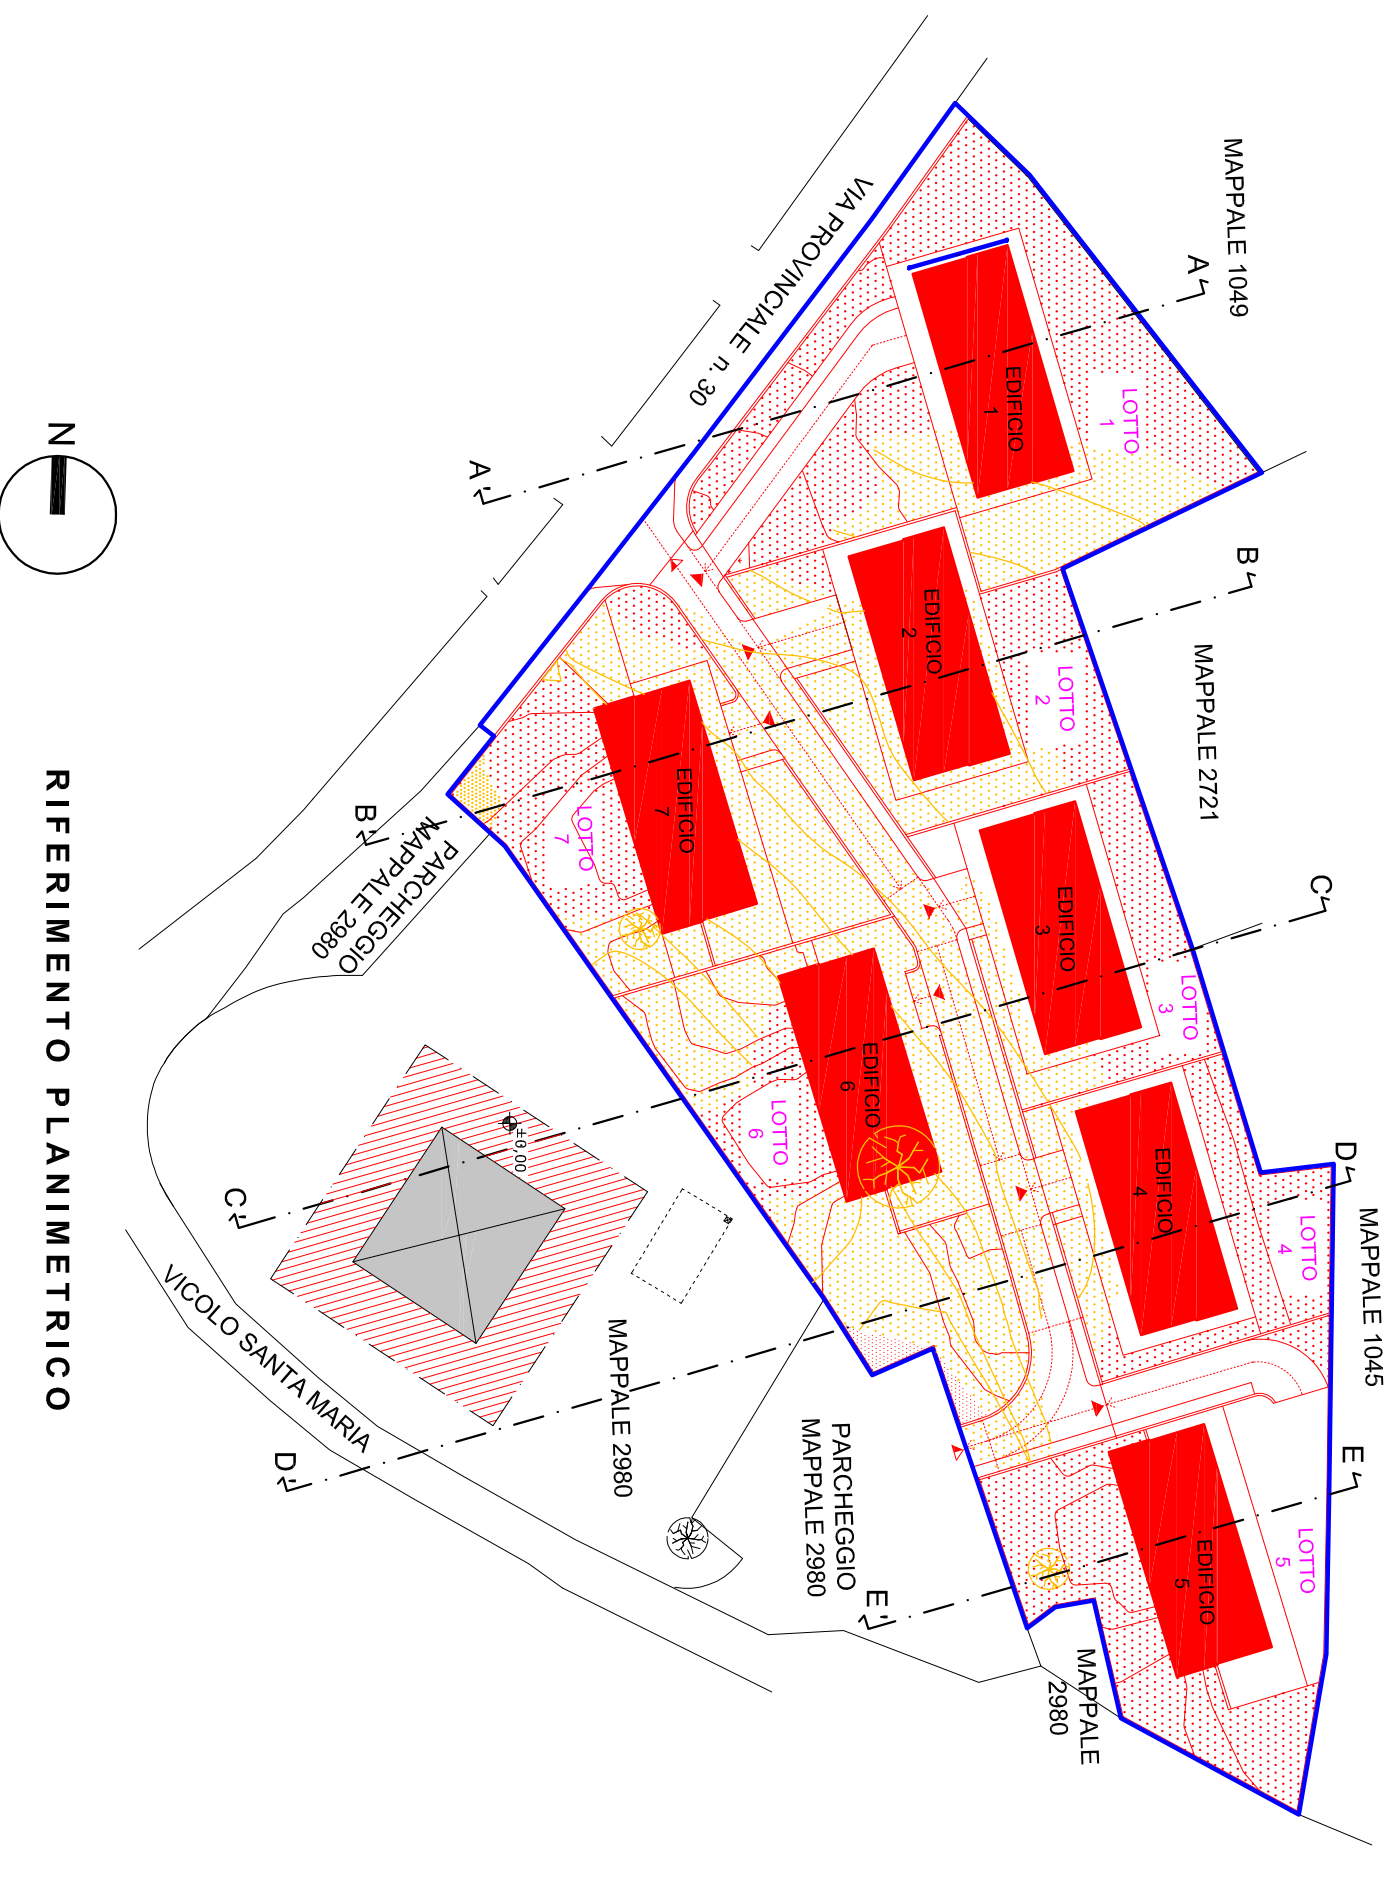 MAPPALE 1049
A
VIA PROVINCIALE n. 30
EDIFICIO
1
LOTTO
1
A'
B
MAPPALE 2721
EDIFICIO
2
LOTTO
2
EDIFICIO
7
LOTTO
7
B'
PARCHEGGIO
MAPPALE 2980
C
EDIFICIO
3
LOTTO
3
EDIFICIO
6
LOTTO
6
±0,00
C'
D
MAPPALE 1045
EDIFICIO
4
LOTTO
4
VICOLO SANTA MARIA
MAPPALE 2980
D'
PARCHEGGIO
MAPPALE 2980
E
EDIFICIO
5
LOTTO
5
E'
MAPPALE
2980
N
RIFERIMENTO PLANIMETRICO